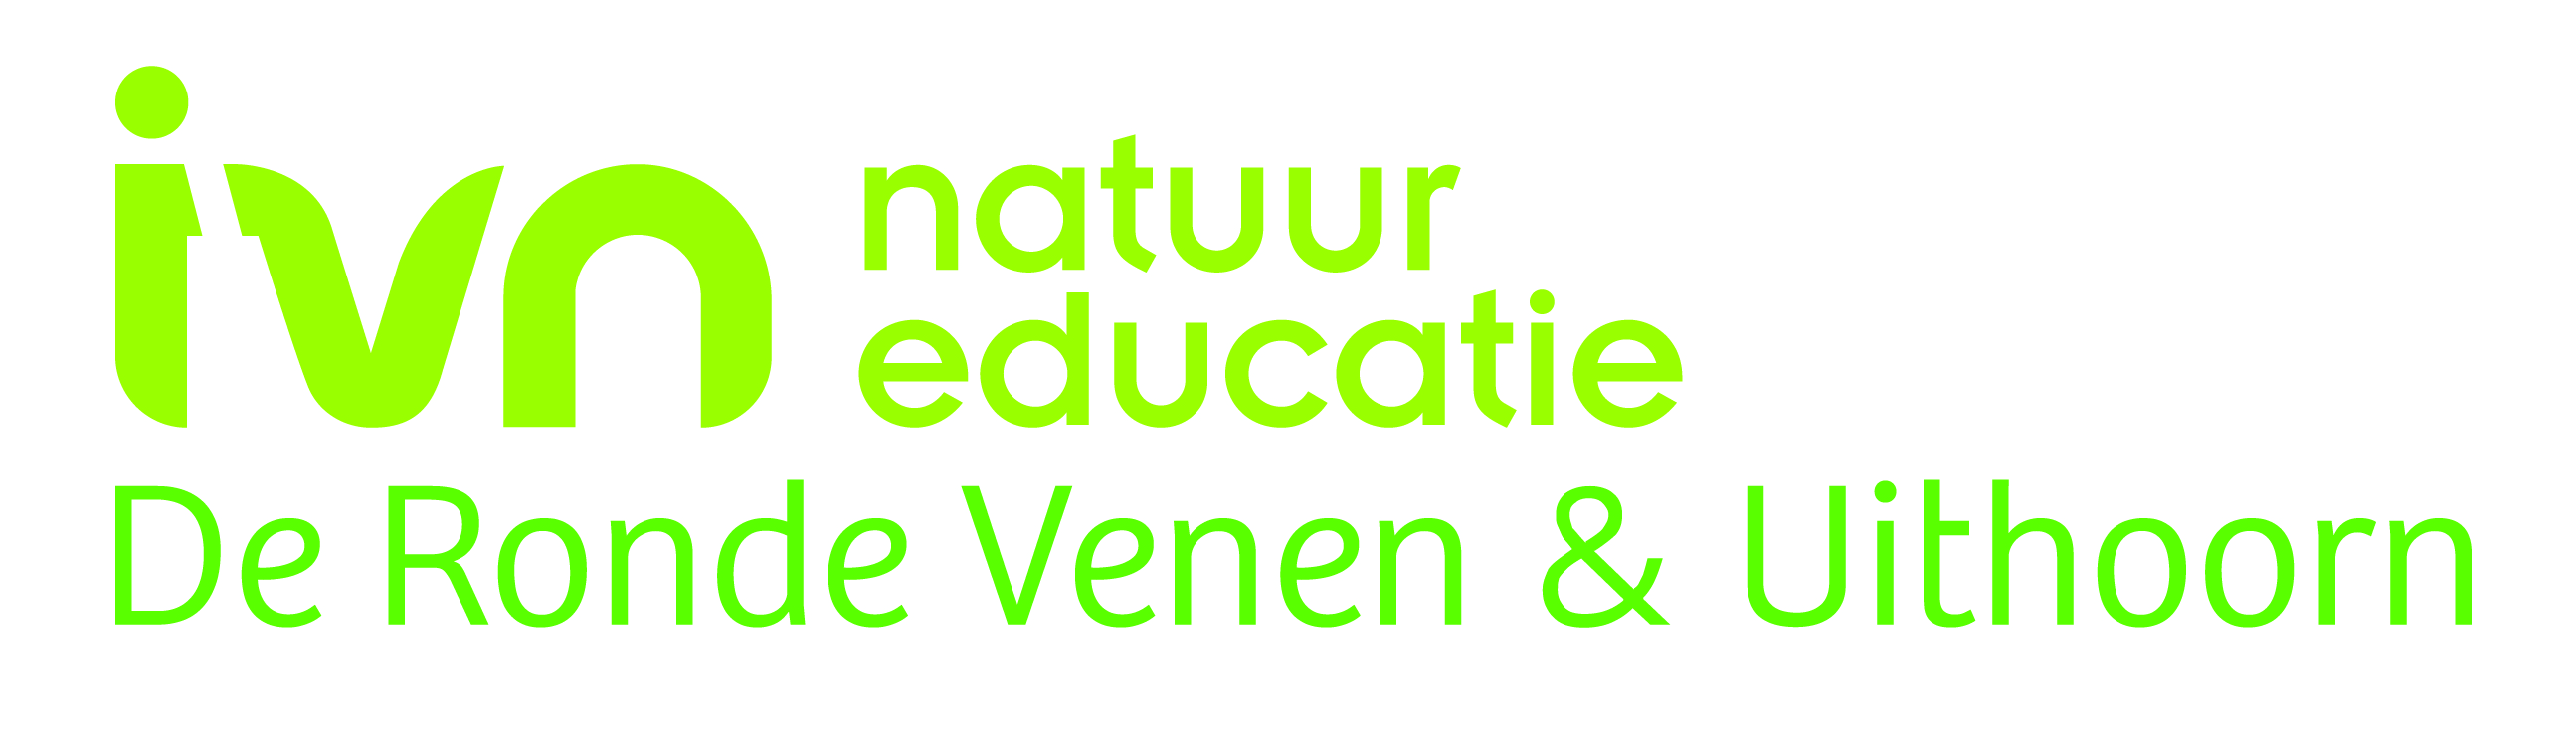 ivn natuur
educatie
De Ronde Venen & Uithoorn